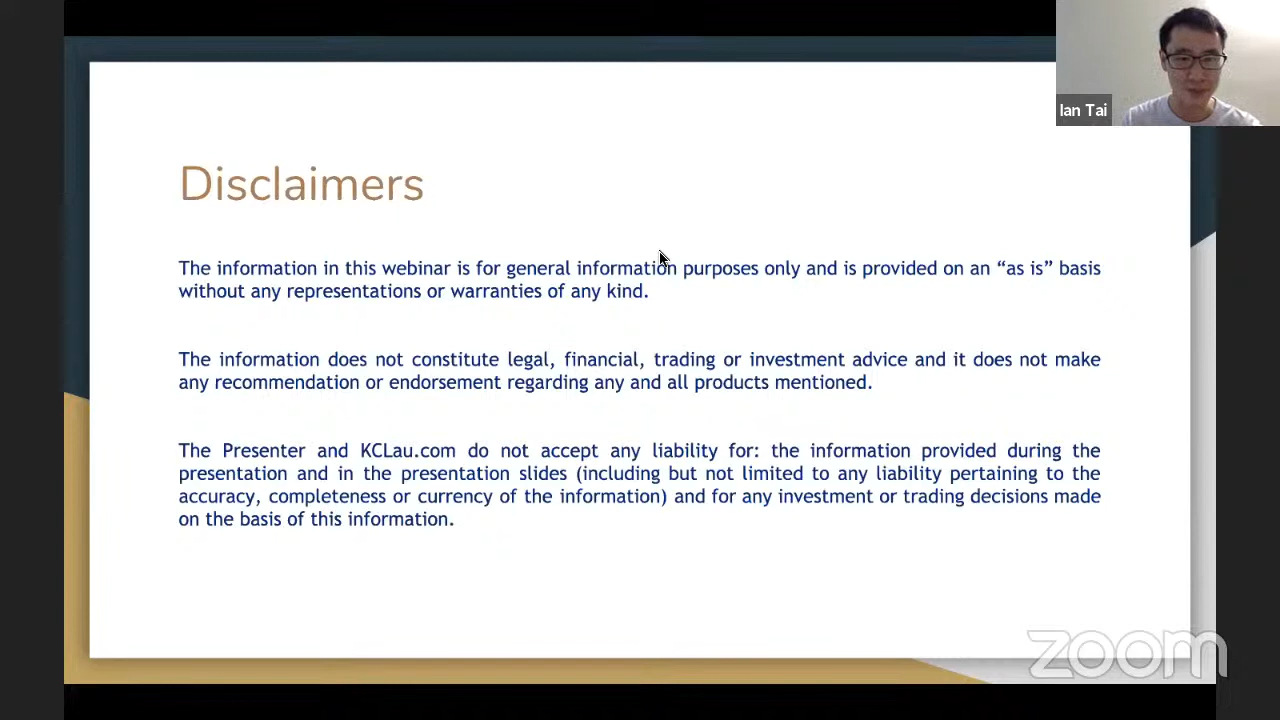 Ian Tai
Disclaimers
The information in this webinar is for general information purposes only and is provided on an “as is” basis
without any representations or warranties of any kind.
The information does not constitute legal, financial, trading or investment advice and it does not make
any recommendation or endorsement regarding any and all products mentioned.
The Presenter and KCLau.com do not accept any liability for: the information provided during the
presentation and in the presentation slides (including but not limited to any liability pertaining to the
accuracy, completeness or currency of the information) and for any investment or trading decisions made
on the basis of this information.
zoom